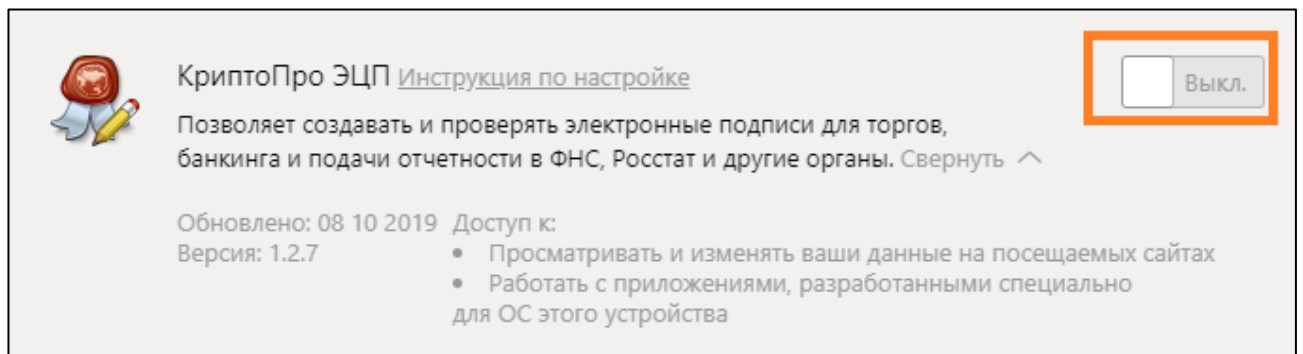 КриптоПро ЭЦП Инструкция по настройке
Выкл.
Позволяет создавать и проверять электронные подписи для торгов,
банкинга и подачи отчетности в ФНС, Росстат и другие органы. Свернуть
Обновлено: 08 10 2019 Доступ к:
Версия: 1.2.7 • Просматривать и изменять ваши данные на посещаемых сайтах
• Работать с приложениями, разработанными специально
для ОС этого устройства